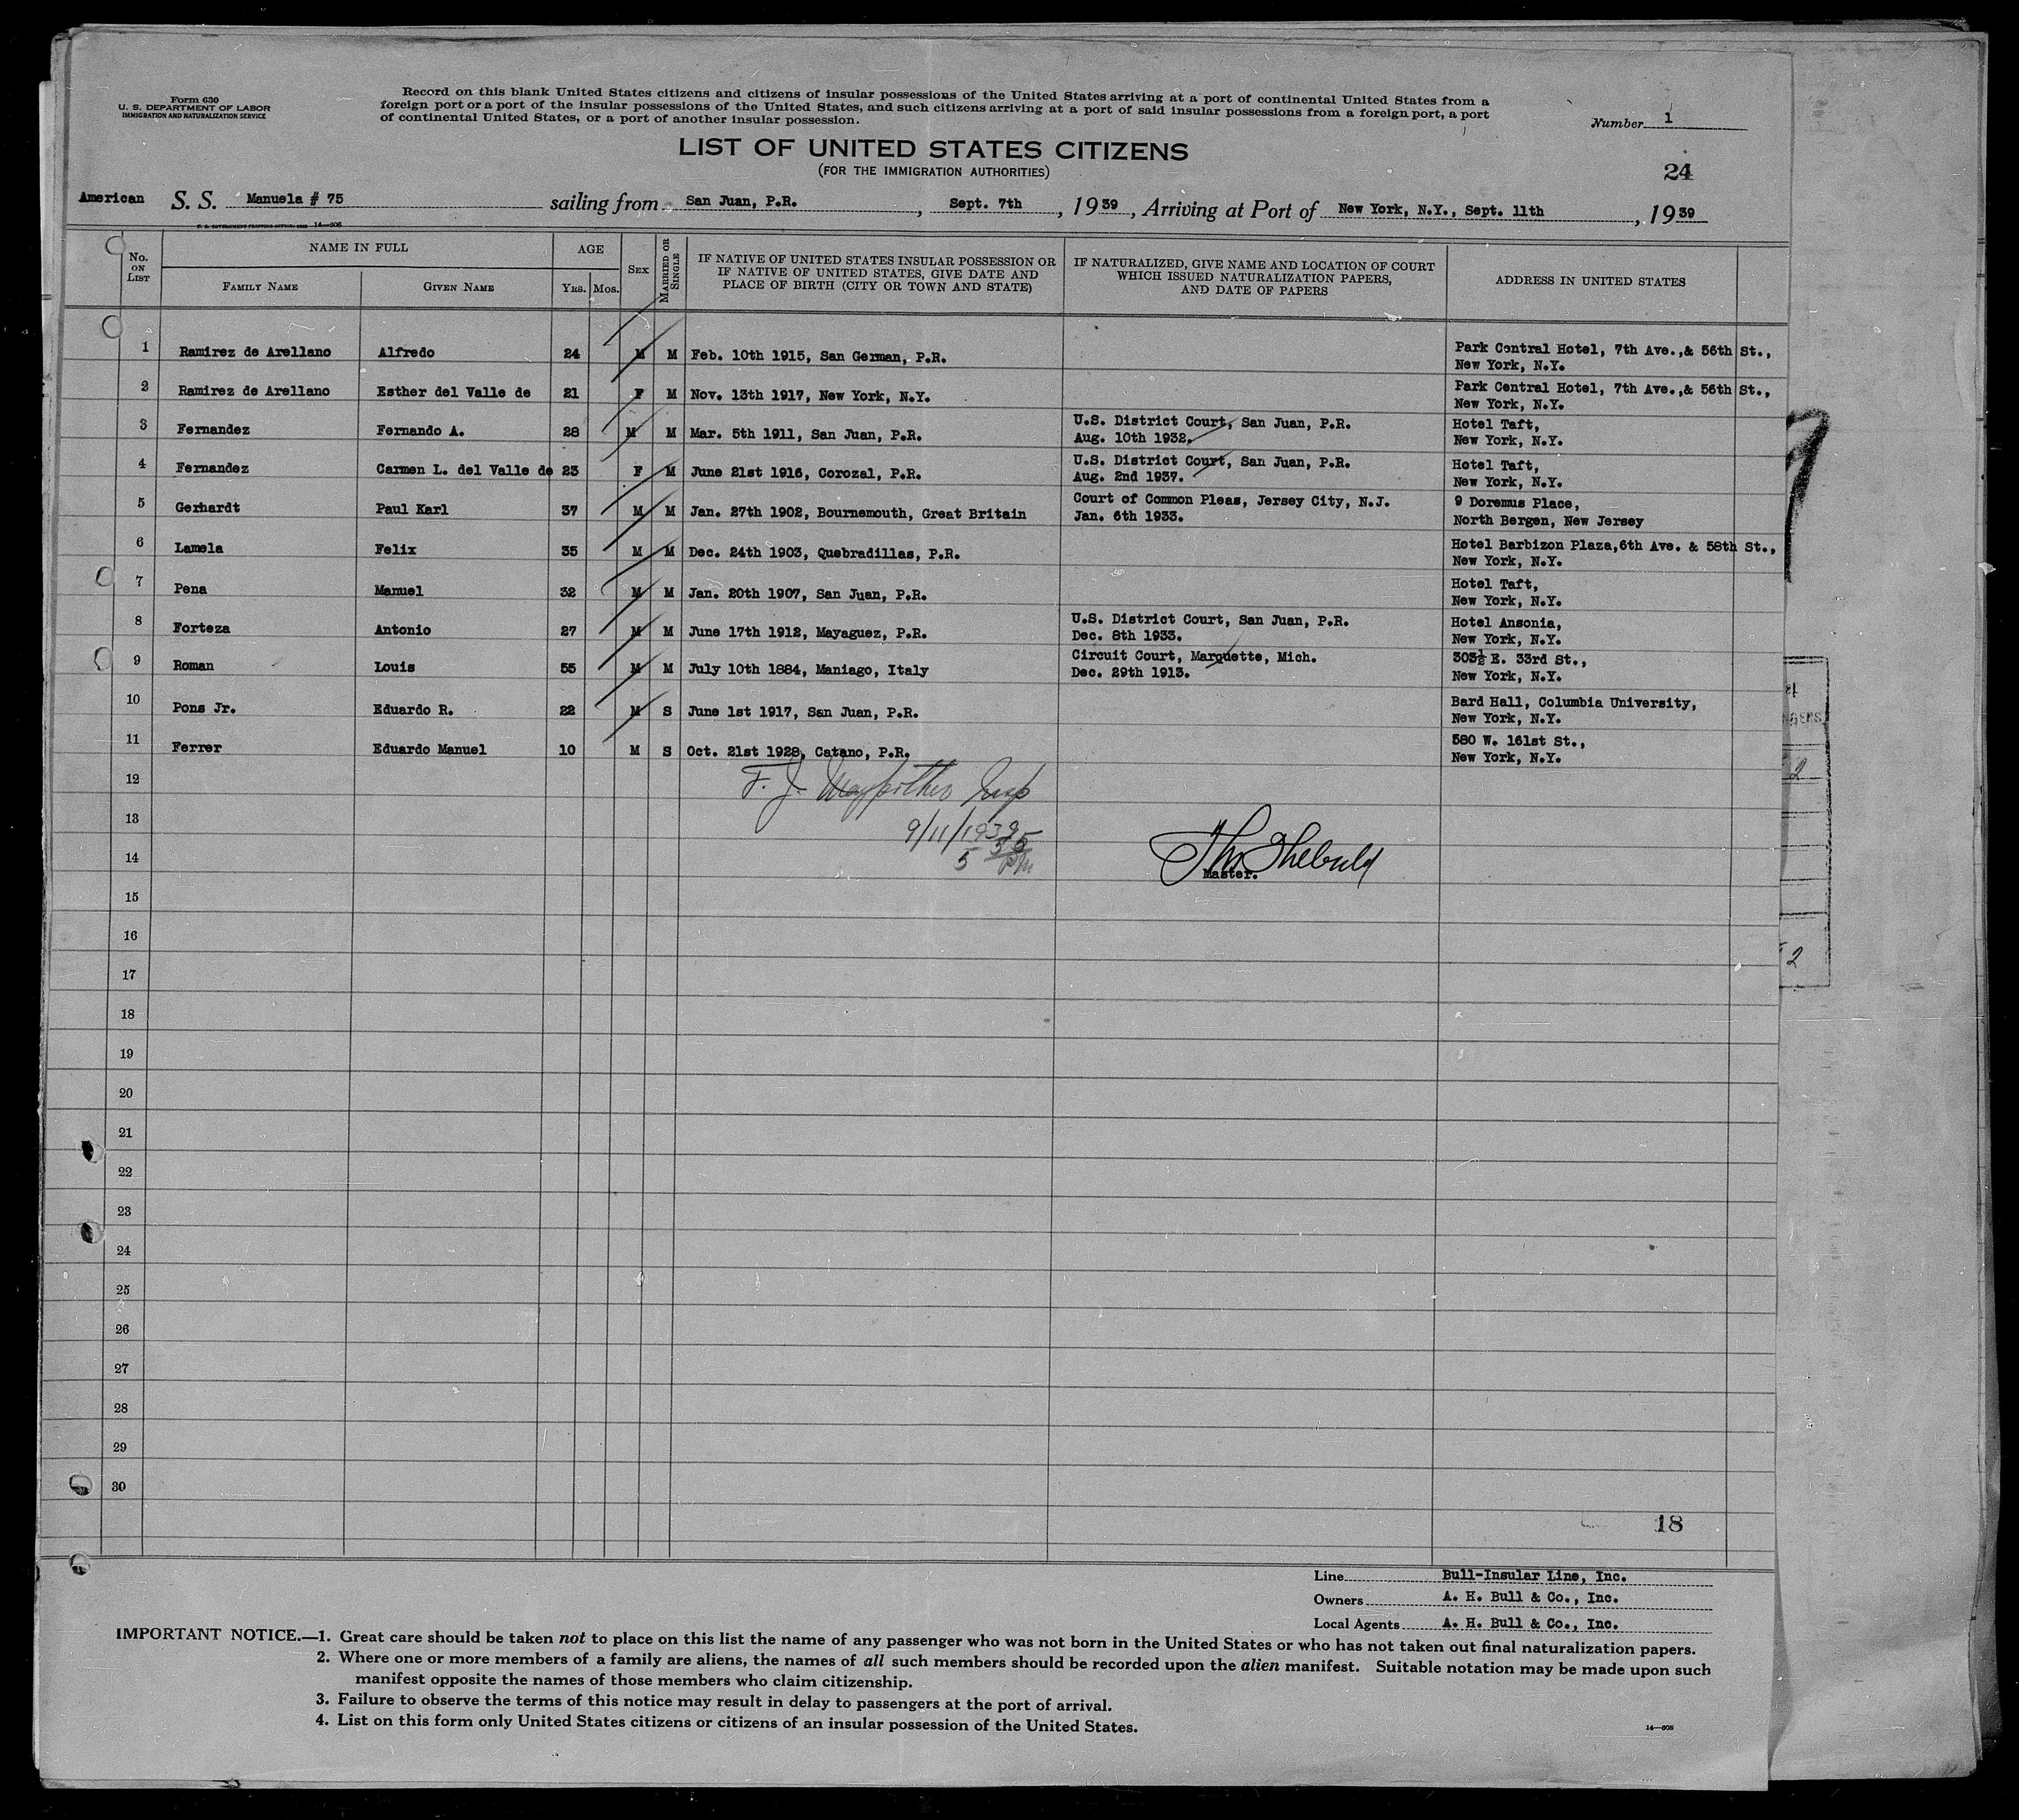 Form 630
U. S. DEPARTMENT OF LABOR
IMMIGRATION AND NATURALIZATION SERVICE
Record on this blank United States citizens and citizens of insular possessions of the United States arriving at a port of continental United States from a
foreign port or a port of the insular possessions of the United States, and such citizens arriving at a port of said insular possessions from a foreign port, a port
of continental United States, or a port of another insular possession.
Number 1
LIST OF UNITED STATES CITIZENS
(FOR THE IMMIGRATION AUTHORITIES)
24
American S. S. Manuela # 75 sailing from San Juan, P.R., Sept. 7th, 1939, Arriving at Port of New York, N.Y., Sept. 11th, 1939
14—608
No. ON LIST
NAME IN FULL
FAMILY NAME
GIVEN NAME
AGE
YRS. MOS.
SEX
MARRIED OR SINGLE
IF NATIVE OF UNITED STATES INSULAR POSSESSION OR
IF NATIVE OF UNITED STATES, GIVE DATE AND
PLACE OF BIRTH (CITY OR TOWN AND STATE)
IF NATURALIZED, GIVE NAME AND LOCATION OF COURT
WHICH ISSUED NATURALIZATION PAPERS,
AND DATE OF PAPERS
ADDRESS IN UNITED STATES
1 Ramirez de Arellano Alfredo 24 M M Feb. 10th 1915, San German, P.R. Park Central Hotel, 7th Ave.,& 56th St.,
New York, N.Y.
2 Ramirez de Arellano Esther del Valle de 21 F M Nov. 13th 1917, New York, N.Y. Park Central Hotel, 7th Ave.,& 56th St.,
New York, N.Y.
3 Fernandez Fernando A. 28 M M Mar. 5th 1911, San Juan, P.R. U.S. District Court, San Juan, P.R. Hotel Taft,
Aug. 10th 1932. New York, N.Y.
4 Fernandez Carmen L. del Valle de 23 F M June 21st 1916, Corozal, P.R. U.S. District Court, San Juan, P.R. Hotel Taft,
Aug. 2nd 1937. New York, N.Y.
5 Gerhardt Paul Karl 37 M M Jan. 27th 1902, Bournemouth, Great Britain Court of Common Pleas, Jersey City, N.J. 9 Doremus Place,
Jan. 6th 1933. North Bergen, New Jersey
6 Lamela Felix 35 M M Dec. 24th 1903, Quebradillas, P.R. Hotel Barbizon Plaza,6th Ave. & 58th St.,
New York, N.Y.
7 Pena Manuel 32 M M Jan. 20th 1907, San Juan, P.R. Hotel Taft,
New York, N.Y.
8 Forteza Antonio 27 M M June 17th 1912, Mayaguez, P.R. U.S. District Court, San Juan, P.R. Hotel Ansonia,
Dec. 8th 1933. New York, N.Y.
9 Roman Louis 55 M M July 10th 1884, Maniago, Italy Circuit Court, Marquette, Mich. 303½ E. 33rd St.,
Dec. 29th 1913. New York, N.Y.
10 Pons Jr. Eduardo R. 22 M S June 1st 1917, San Juan, P.R. Bard Hall, Columbia University,
New York, N.Y.
11 Ferrer Eduardo Manuel 10 M S Oct. 21st 1928, Catano, P.R. 580 W. 161st St.,
New York, N.Y.
12
F. J. Insp
13
9/11/1939
14
5 55 PM
Master.
15
16
17
18
19
20
21
22
23
24
25
26
27
28
29
30
18
Line Bull-Insular Line, Inc.
Owners A. H. Bull & Co., Inc.
Local Agents A. H. Bull & Co., Inc.
IMPORTANT NOTICE.—1. Great care should be taken not to place on this list the name of any passenger who was not born in the United States or who has not taken out final naturalization papers.
2. Where one or more members of a family are aliens, the names of all such members should be recorded upon the alien manifest. Suitable notation may be made upon such
manifest opposite the names of those members who claim citizenship.
3. Failure to observe the terms of this notice may result in delay to passengers at the port of arrival.
4. List on this form only United States citizens or citizens of an insular possession of the United States.
14—608